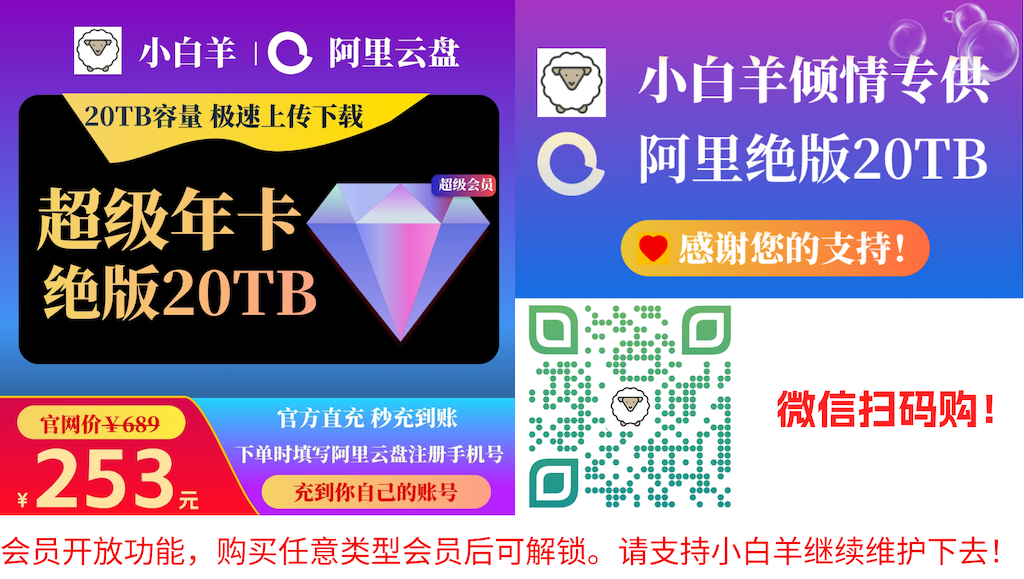 小白羊 | 阿里云盘
20TB容量 极速上传下载
超级会员
超级年卡
绝版20TB
官网价¥689
¥253元
官方直充 秒充到账
下单时填写阿里云盘注册手机号
充到你自己的账号
小白羊倾情专供
阿里绝版20TB
感谢您的支持!
微信扫码购!
会员开放功能，购买任意类型会员后可解锁。请支持小白羊继续维护下去!